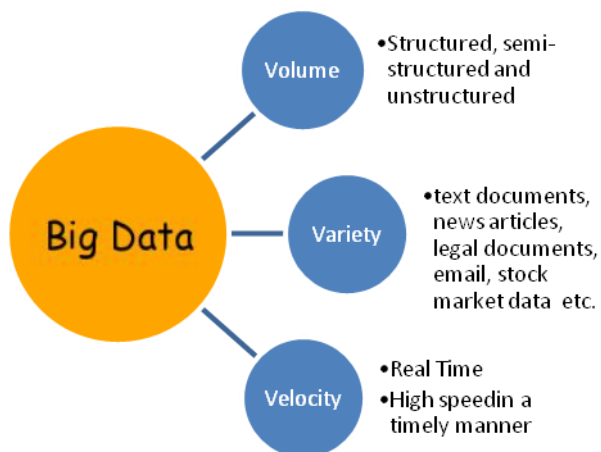 Big Data
Volume
•Structured, semi-
structured and
unstructured
Variety
•text documents,
news articles,
legal documents,
email, stock
market data etc.
Velocity
•Real Time
•High speedin a
timely manner